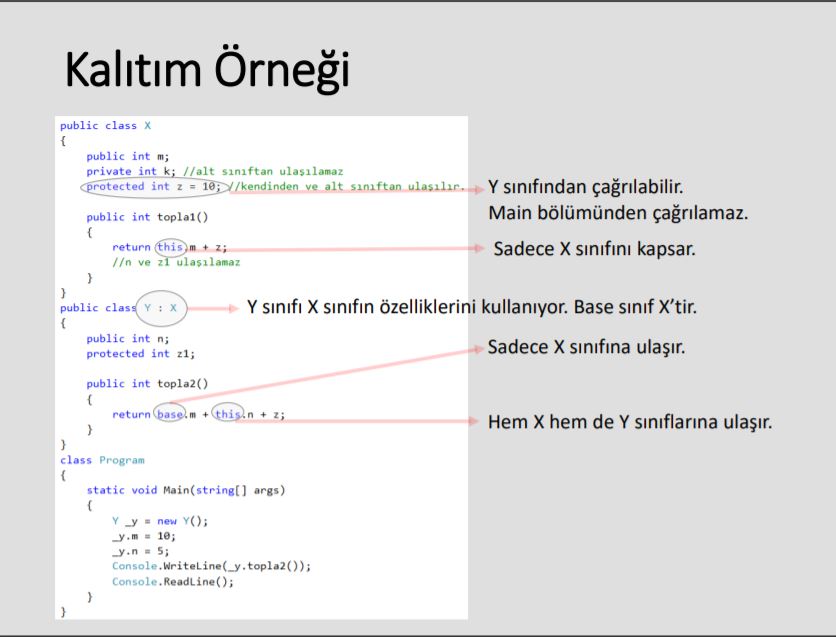 Kalıtım Örneği
public class X
{
public int m;
private int k; //alt sınıftan ulaşılamaz
protected int z = 10; //kendinden ve alt sınıftan ulaşılır.
Y sınıfından çağrılabilir.
Main bölümünden çağrılamaz.
public int topla1()
{
return this.m + z;
Sadece X sınıfını kapsar.
//n ve z1 ulaşılamaz
}
}
public class Y : X
Y sınıfı X sınıfın özelliklerini kullanıyor. Base sınıf X’tir.
{
public int n;
protected int z1;
Sadece X sınıfına ulaşır.
public int topla2()
{
return base.m + this.n + z;
Hem X hem de Y sınıflarına ulaşır.
}
}
class Program
{
static void Main(string[] args)
{
Y _y = new Y();
_y.m = 10;
_y.n = 5;
Console.WriteLine(_y.topla2());
Console.ReadLine();
}
}